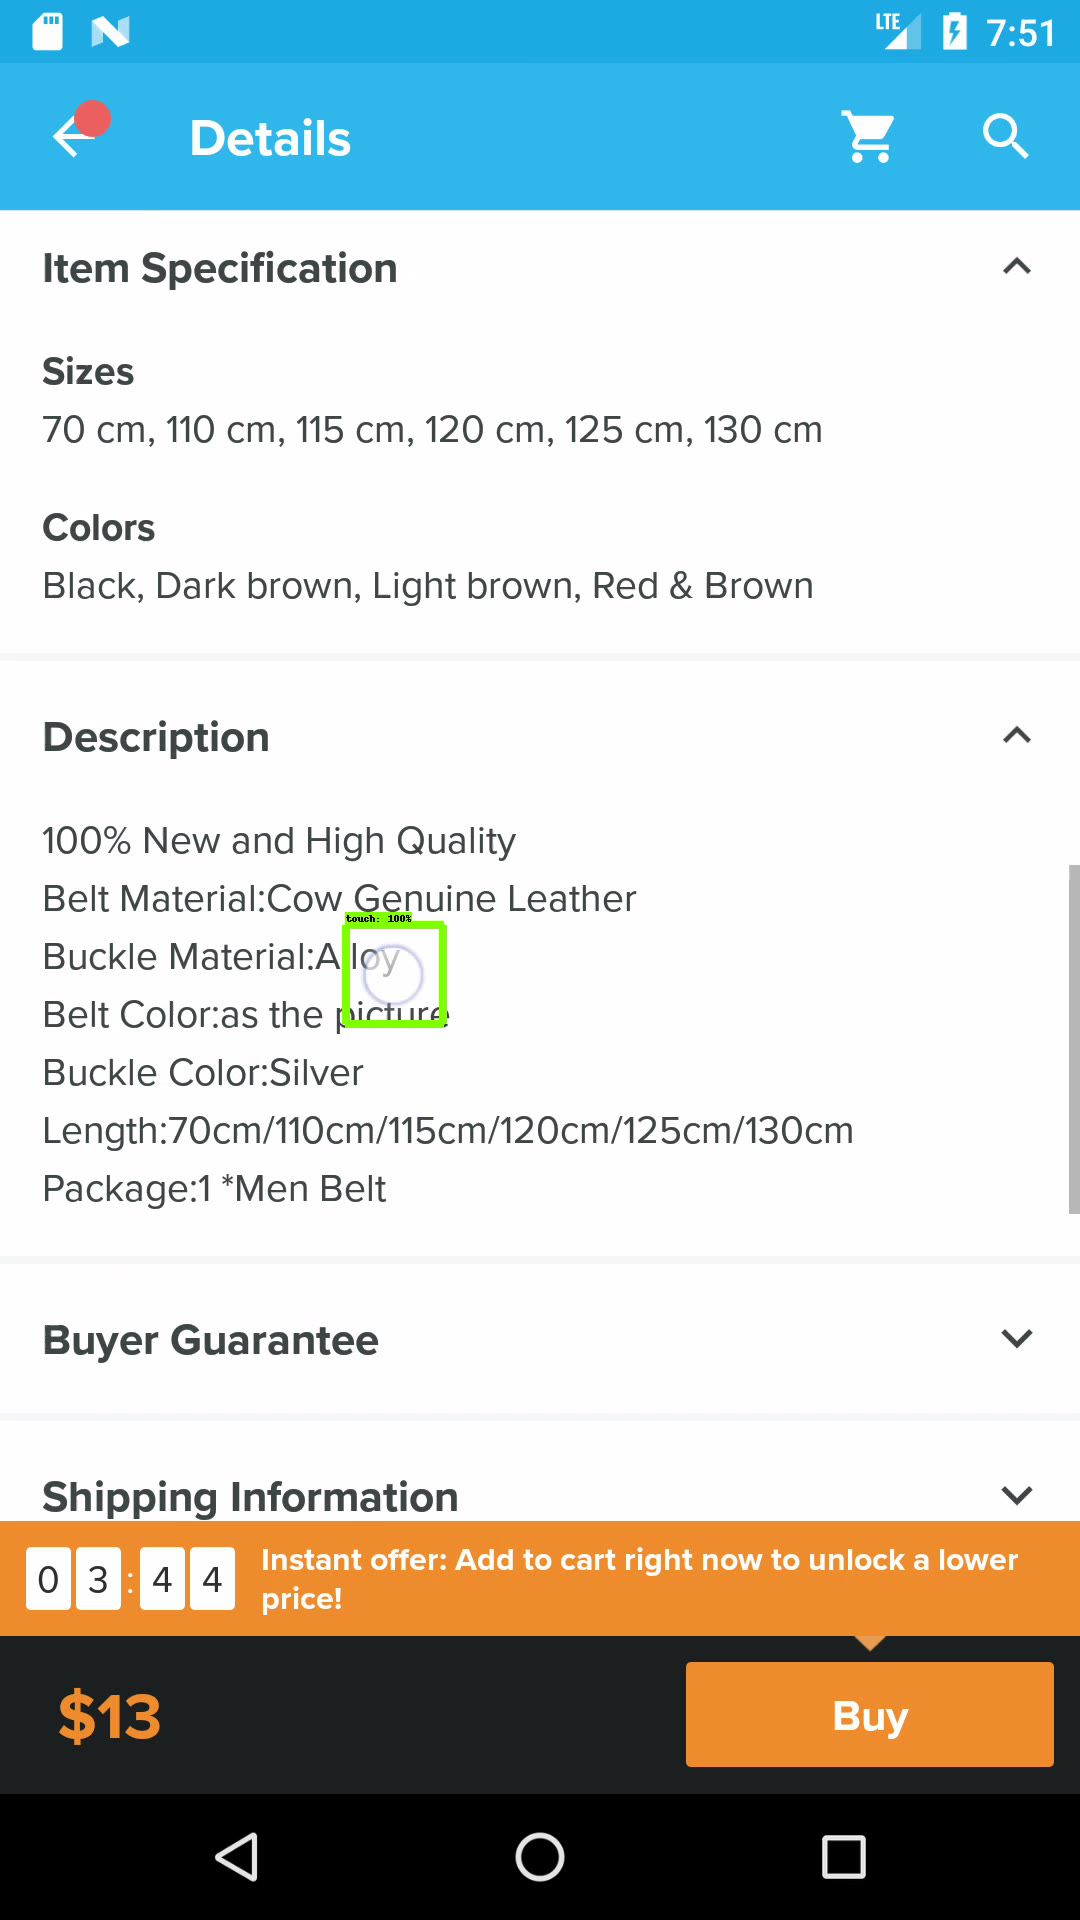 LTE 7:51
Details
Item Specification
Sizes
70 cm, 110 cm, 115 cm, 120 cm, 125 cm, 130 cm
Colors
Black, Dark brown, Light brown, Red & Brown
Description
100% New and High Quality
Belt Material:Cow Genuine Leather
touch: 100%
Buckle Material:Alloy
Belt Color:as the picture
Buckle Color:Silver
Length:70cm/110cm/115cm/120cm/125cm/130cm
Package:1 *Men Belt
Buyer Guarantee
Shipping Information
03:44 Instant offer: Add to cart right now to unlock a lower
price!
$13 Buy